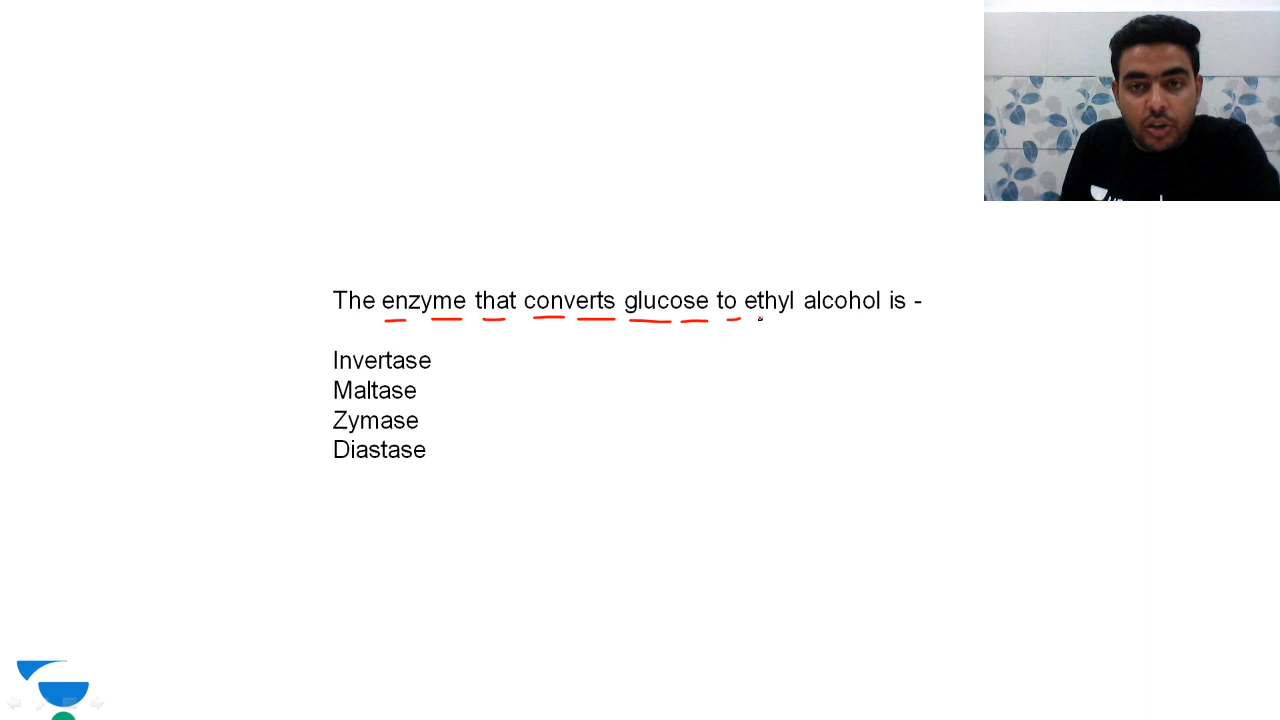 The enzyme that converts glucose to ethyl alcohol is -
Invertase
Maltase
Zymase
Diastase